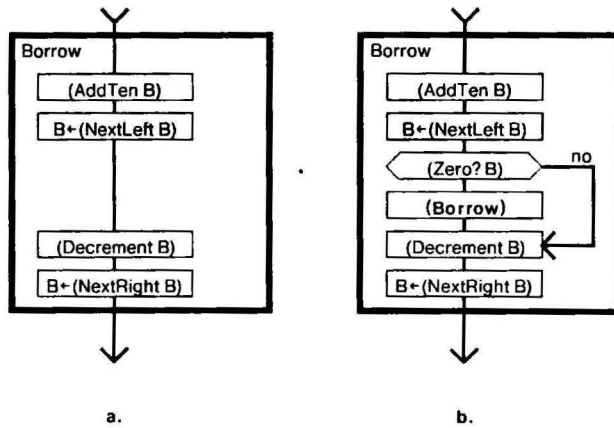 Borrow
(AddTen B)
B←(NextLeft B)
(Decrement B)
B←(NextRight B)
a.
Borrow
(AddTen B)
B←(NextLeft B)
(Zero? B)
no
(Borrow)
(Decrement B)
B←(NextRight B)
b.